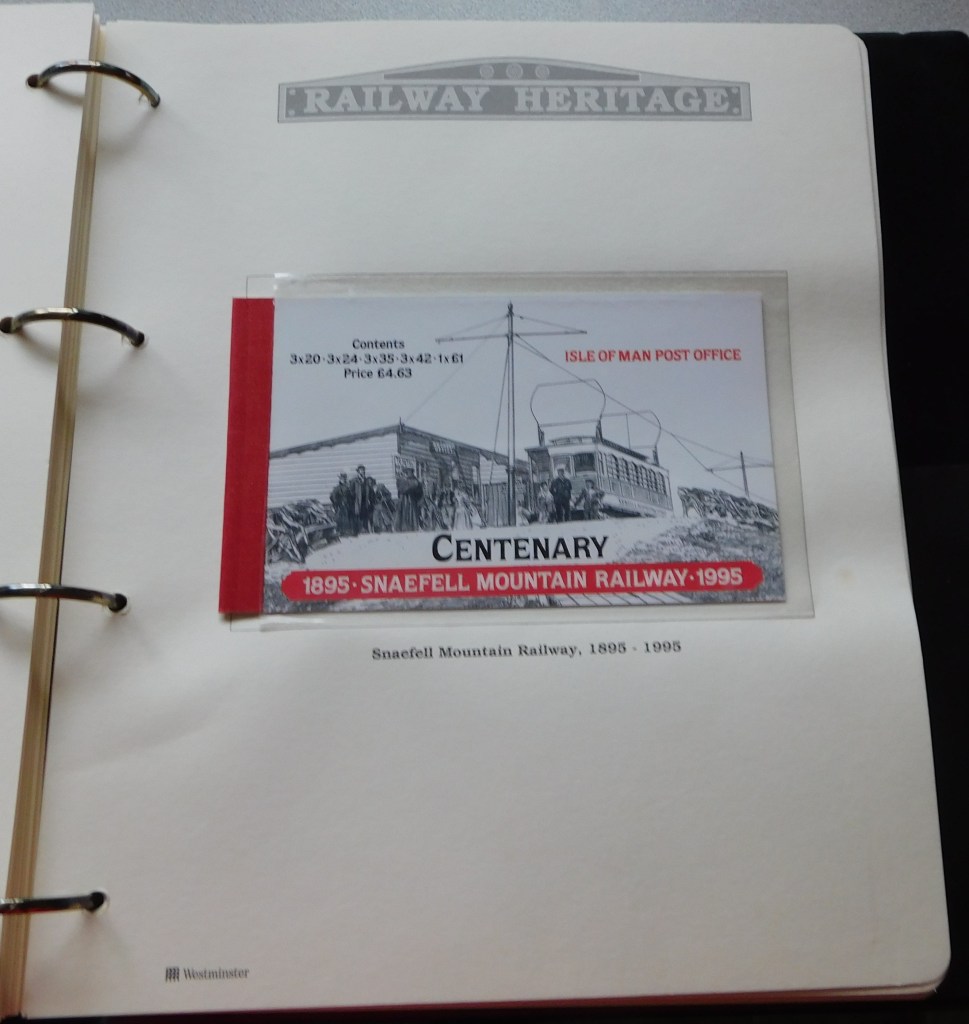 RAILWAY HERITAGE
Contents
3x20·3x24·3x35·3x42·1x61
Price £4.63
ISLE OF MAN POST OFFICE
CENTENARY
1895·SNAEFELL MOUNTAIN RAILWAY·1995
Snaefell Mountain Railway, 1895 - 1995
Westminster